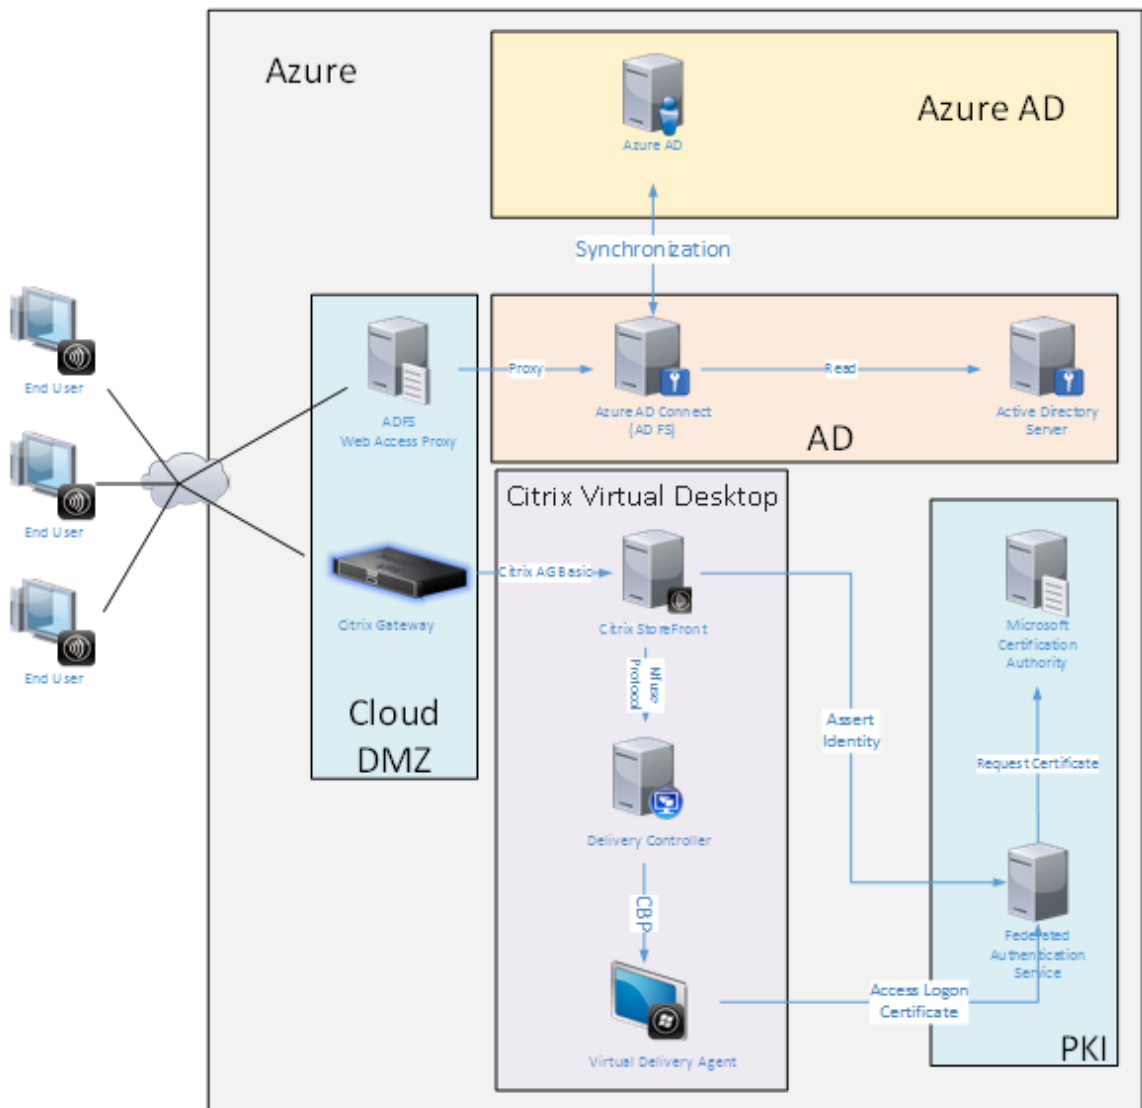 Azure
Azure AD
Azure AD
Synchronization
End User
End User
End User
ADFS
Web Access Proxy
Proxy
Azure AD Connect
(AD FS)
Read
Active Directory
Server
AD
Citrix Gateway
Cloud
DMZ
Citrix Virtual Desktop
Citrix AG Basic
Citrix StoreFront
Nfuse
Protocol
Delivery Controller
CBP
Virtual Delivery Agent
Assert
Identity
Access Logon
Certificate
Microsoft
Certification
Authority
Request Certificate
Federated
Authentication
Service
PKI